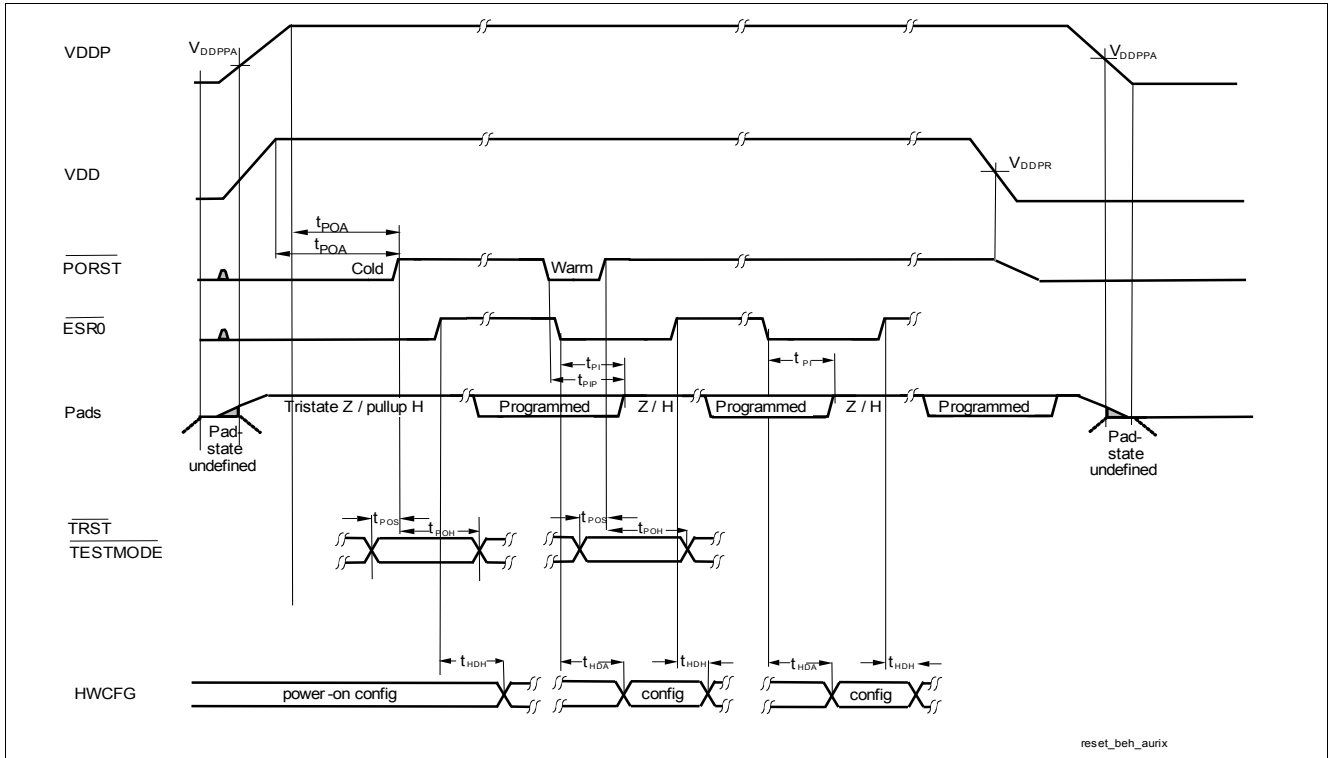 VDDP
VDDPPA
VDDPPA
VDD
VDDPR
tPOA
tPOA
PORST
Cold
Warm
ESR0
tPI
tPIP
tPI
Pads
Tristate Z / pullup H
Programmed
Z / H
Programmed
Z / H
Programmed
Pad-
state
undefined
Pad-
state
undefined
TRST
TESTMODE
tPOS
tPOH
tPOS
tPOH
HWCFG
tHDH
tHDA
tHDH
tHDA
tHDH
power-on config
config
config
reset_beh_aurix